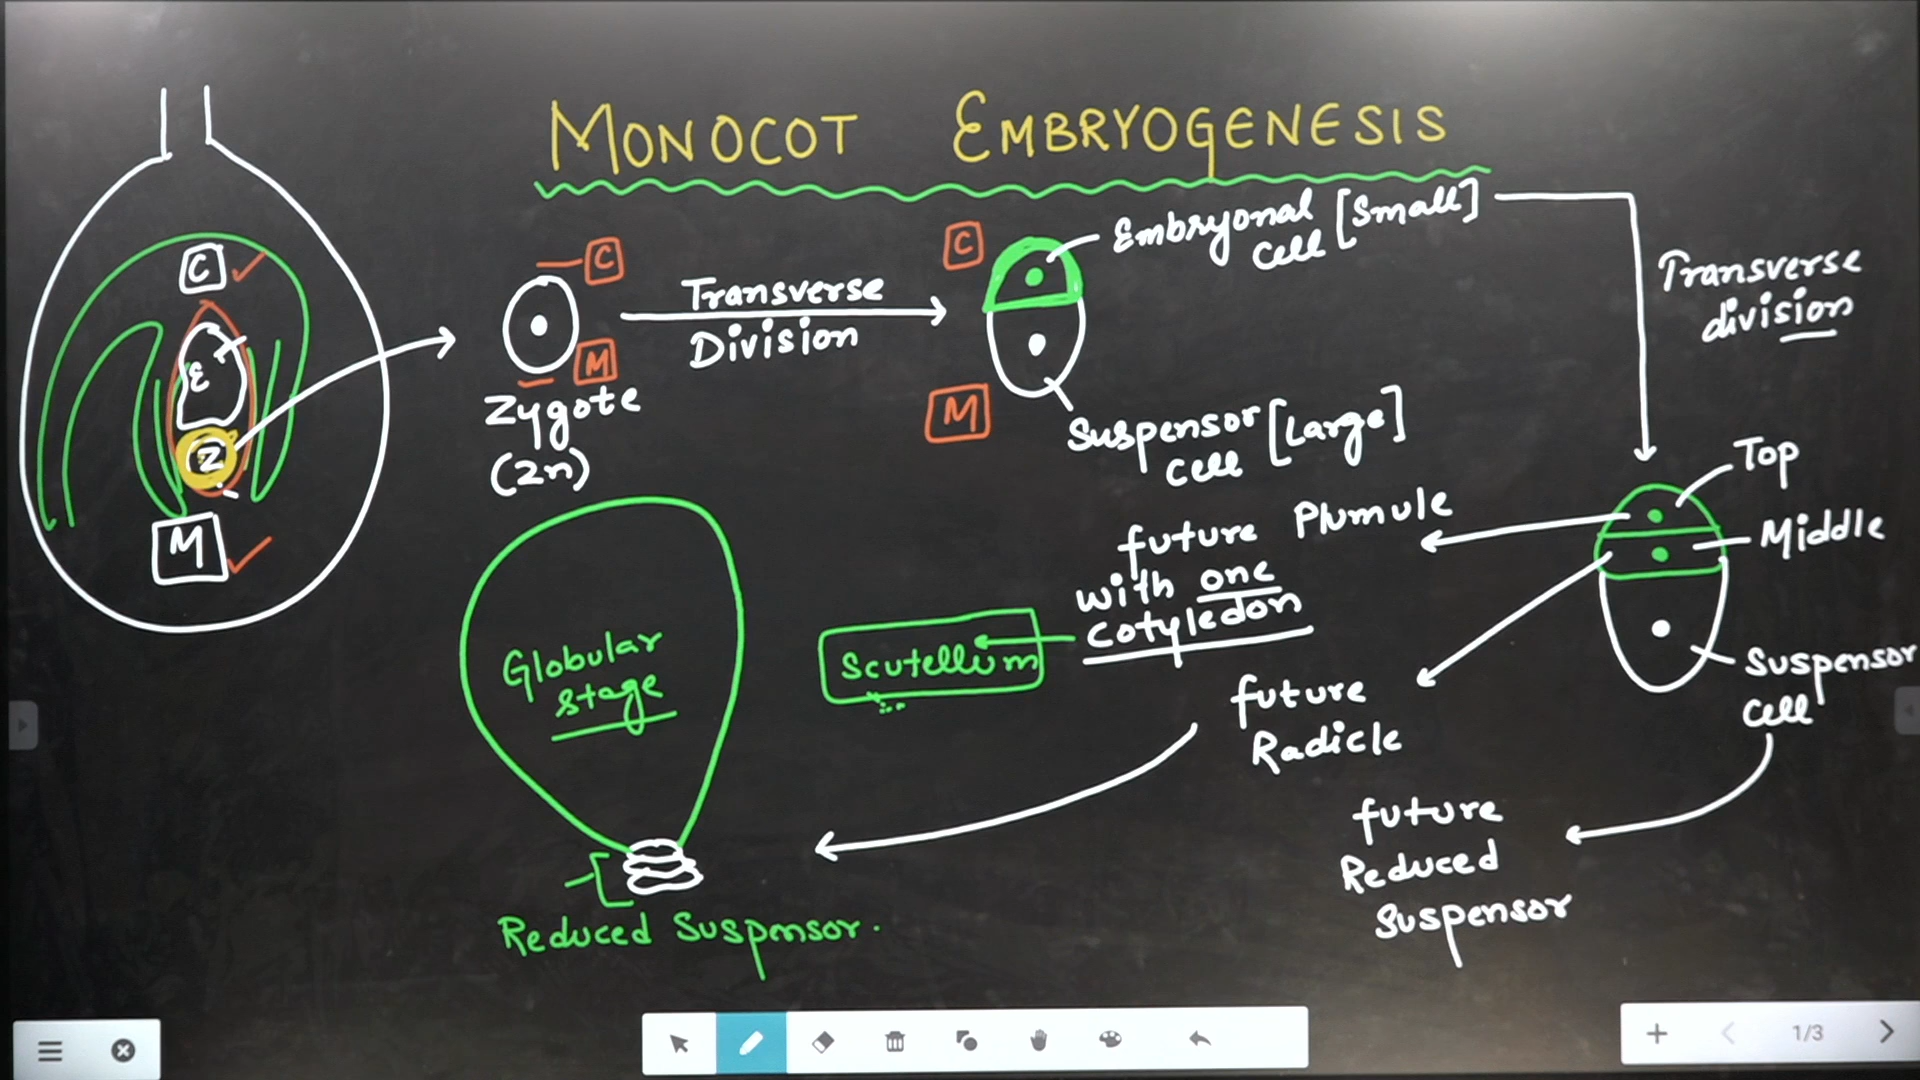 MONOCOT EMBRYOGENESIS
C
E
Z
M
C
M
Zygote
(2n)
Transverse
Division
C
M
Embryonal [Small]
cell
Suspensor [Large]
cell
Transverse
division
Top
Middle
Suspensor
cell
future Plumule
with one
cotyledon
Scutellum
future
Radicle
future
Reduced
Suspensor
Globular
stage
Reduced Suspensor.
1/3